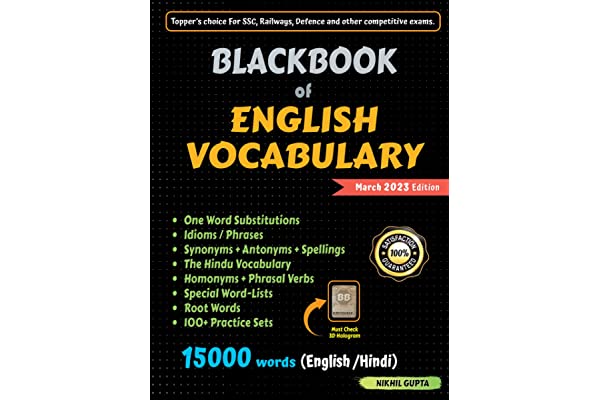 Topper's choice For SSC, Railways, Defence and other competitive exams.
BLACKBOOK
of
ENGLISH
VOCABULARY
March 2023 Edition
• One Word Substitutions
• Idioms / Phrases
• Synonyms + Antonyms + Spellings
• The Hindu Vocabulary
• Homonyms + Phrasal Verbs
• Special Word-Lists
• Root Words
• 100+ Practice Sets
SATISFACTION
100%
GUARANTEED
BB
Must Check
3D Hologram
15000 words (English /Hindi)
NIKHIL GUPTA